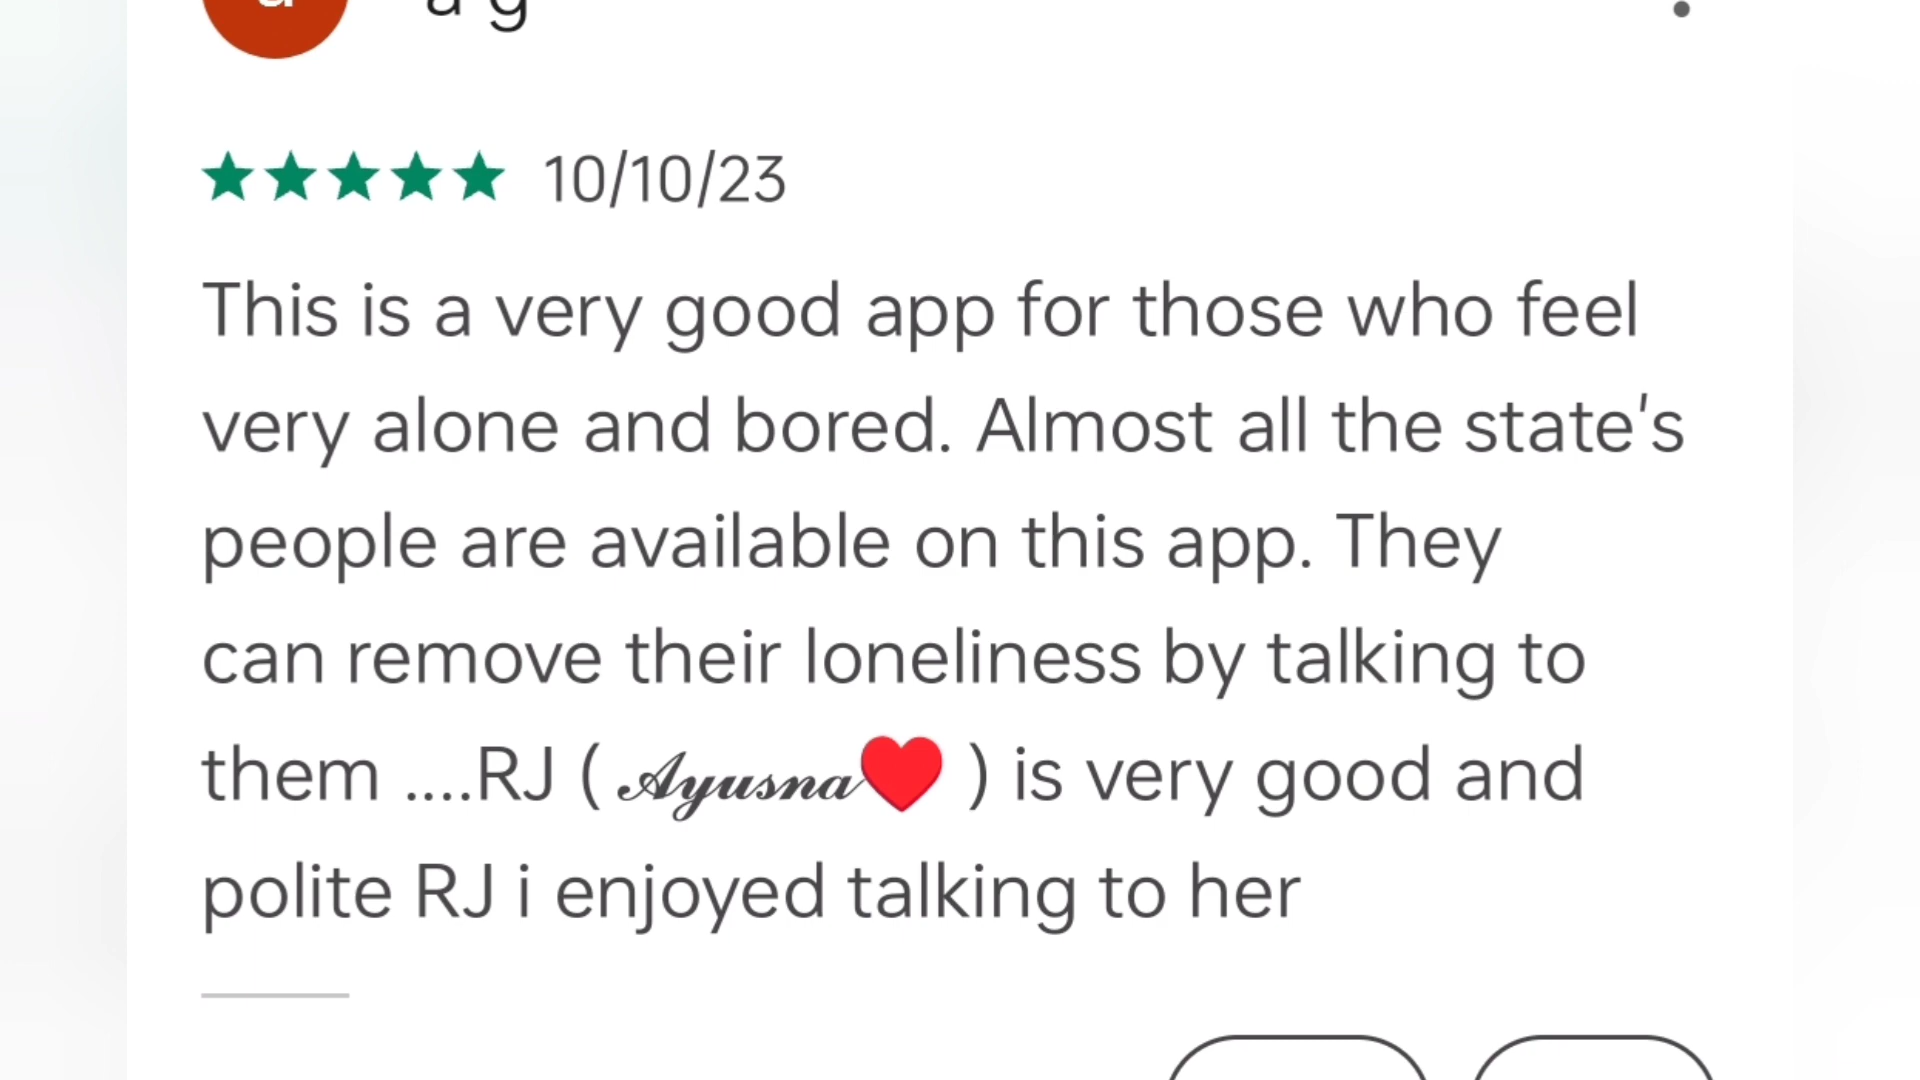 a g
10/10/23
This is a very good app for those who feel
very alone and bored. Almost all the state's
people are available on this app. They
can remove their loneliness by talking to
them ....RJ ( 𝒜𝓎𝓊𝓈𝓃𝒶❤️ ) is very good and
polite RJ i enjoyed talking to her